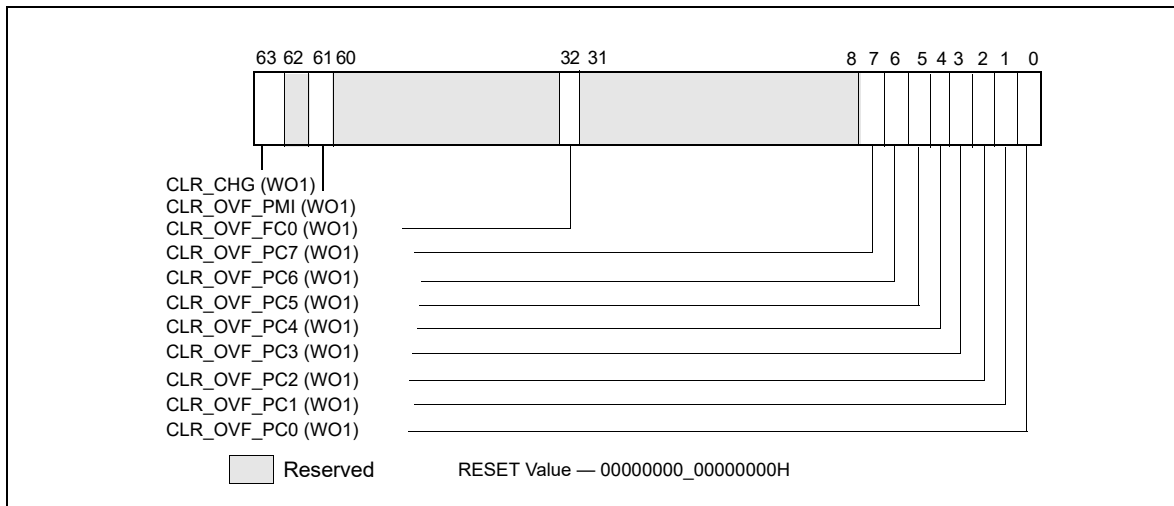 63 62 61 60 32 31 8 7 6 5 4 3 2 1 0
CLR_CHG (WO1)
CLR_OVF_PMI (WO1)
CLR_OVF_FC0 (WO1)
CLR_OVF_PC7 (WO1)
CLR_OVF_PC6 (WO1)
CLR_OVF_PC5 (WO1)
CLR_OVF_PC4 (WO1)
CLR_OVF_PC3 (WO1)
CLR_OVF_PC2 (WO1)
CLR_OVF_PC1 (WO1)
CLR_OVF_PC0 (WO1)
Reserved RESET Value — 00000000_00000000H